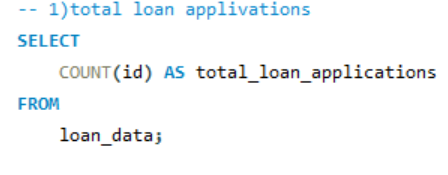 -- 1)total loan applivations
SELECT
COUNT(id) AS total_loan_applications
FROM
loan_data;